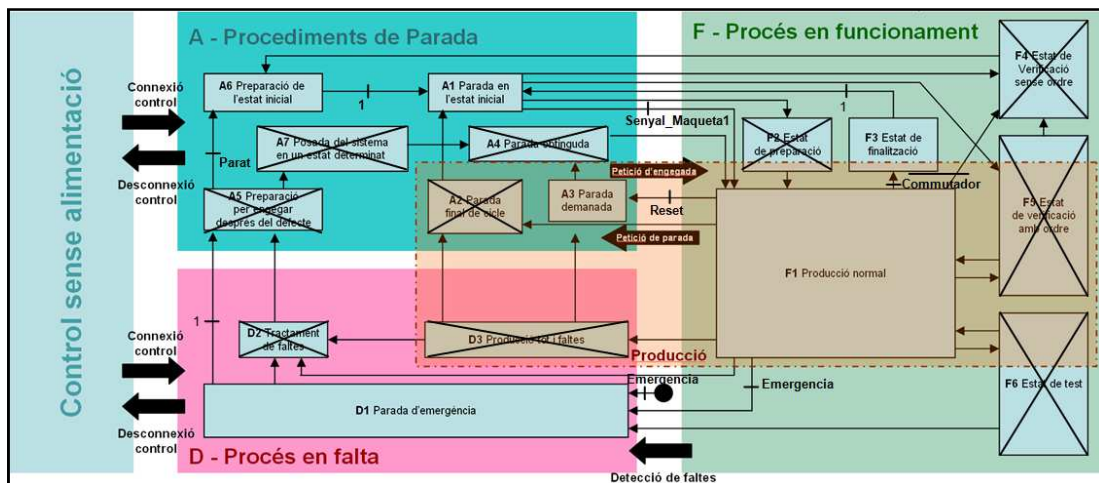 Control sense alimentació
A - Procediments de Parada
F - Procés en funcionament
D - Procés en falta
Connexió
control
Desconnexió
control
Connexió
control
Desconnexió
control
A6 Preparació de
l'estat inicial
1
A1 Parada en
l'estat inicial
Senyal_Maqueta1
1
F4 Estat de
Verificació
sense ordre
A7 Posada del sistema
en un estat determinat
A4 Parada obtinguda
F2 Estat
de preparació
F3 Estat de
finalització
Parat
Petició d'engegada
Commutador
A5 Preparació
per engegar
després del defecte
A2 Parada
final de cicle
A3 Parada
demanada
Reset
F5 Estat
de verificació
amb ordre
Petició de parada
F1 Producció normal
1
D2 Tractament
de faltes
D3 Producció tot i faltes
Producció
Emergència
Emergència
F6 Estat de test
D1 Parada d'emergència
Detecció de faltes